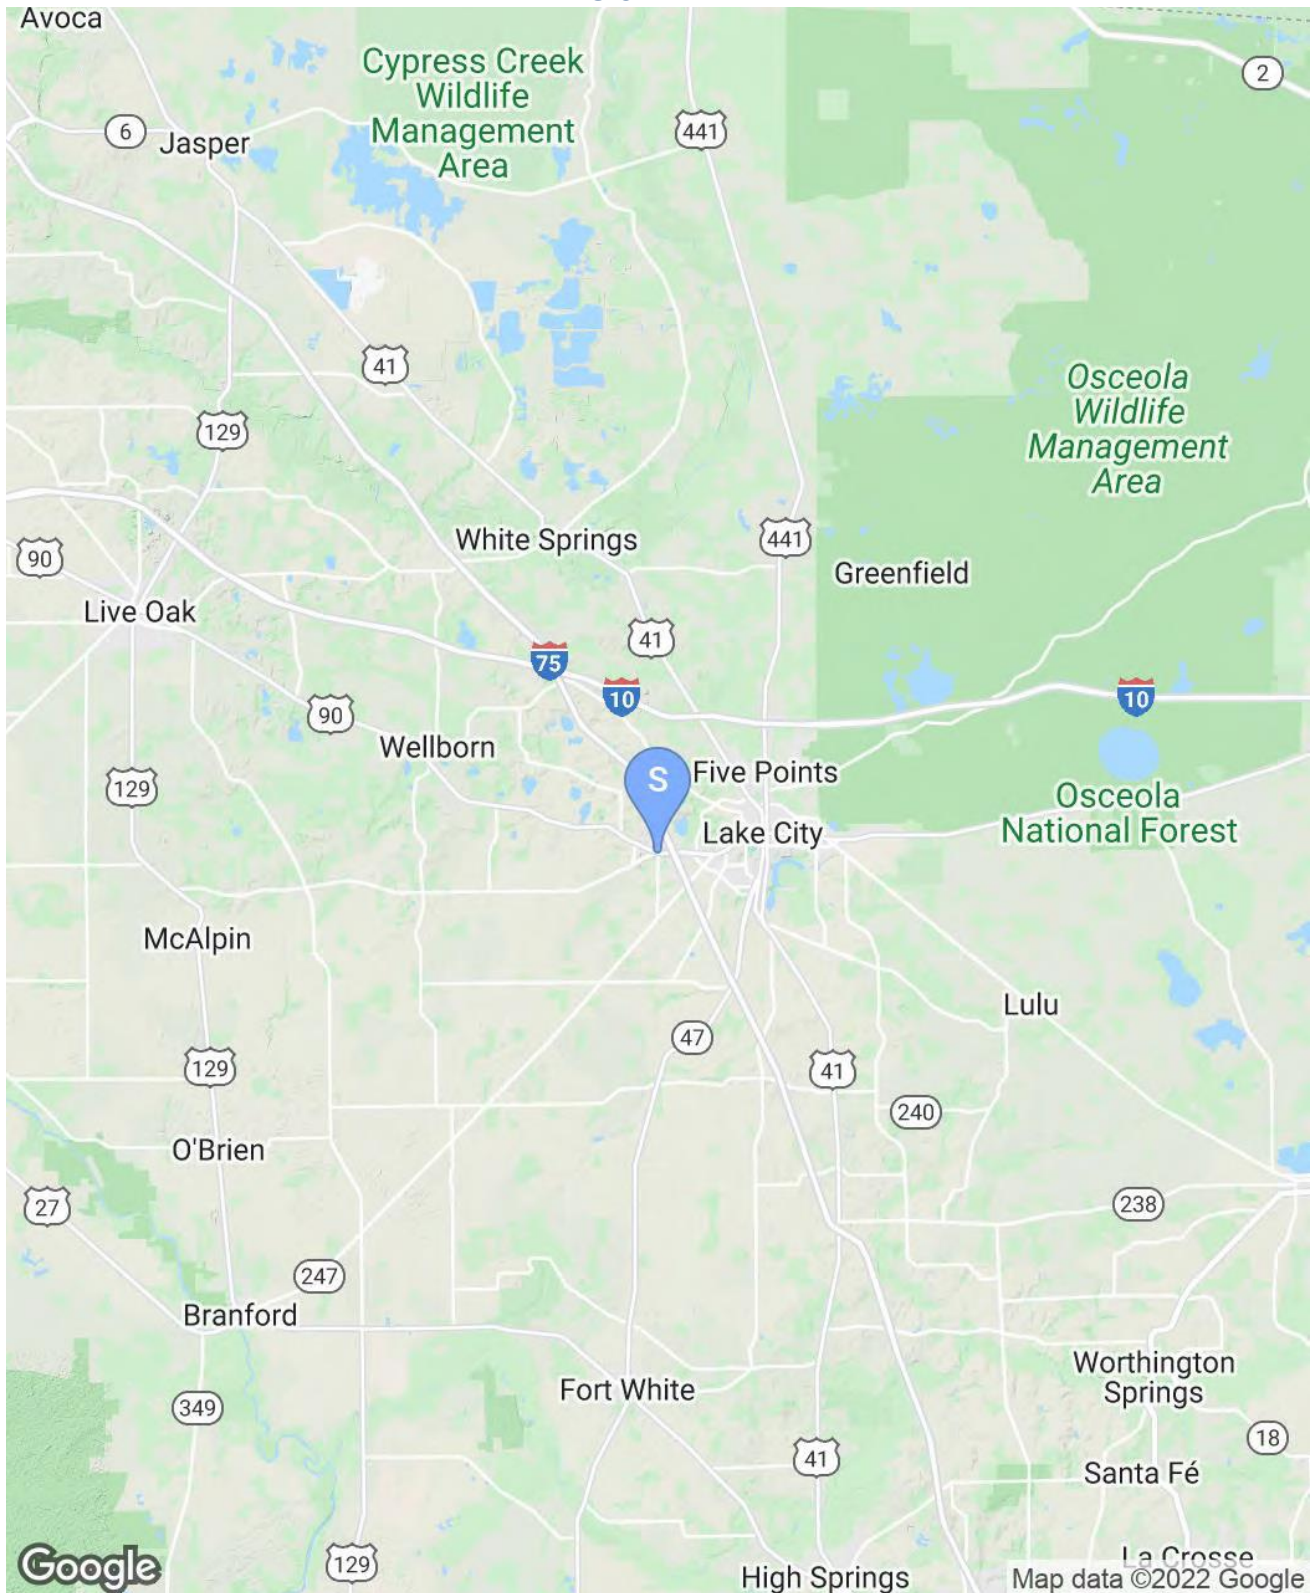 Avoca
Cypress Creek
Wildlife
Management
Area
2
6
Jasper
441
41
Osceola
Wildlife
Management
Area
129
White Springs
441
90
Greenfield
Live Oak
41
75
10
10
90
Wellborn
S
Five Points
129
Osceola
National Forest
Lake City
McAlpin
Lulu
47
129
41
240
O'Brien
27
238
247
Branford
Worthington
Springs
Fort White
349
18
41
Santa Fé
129
La Crosse
Google
High Springs
Map data ©2022 Google